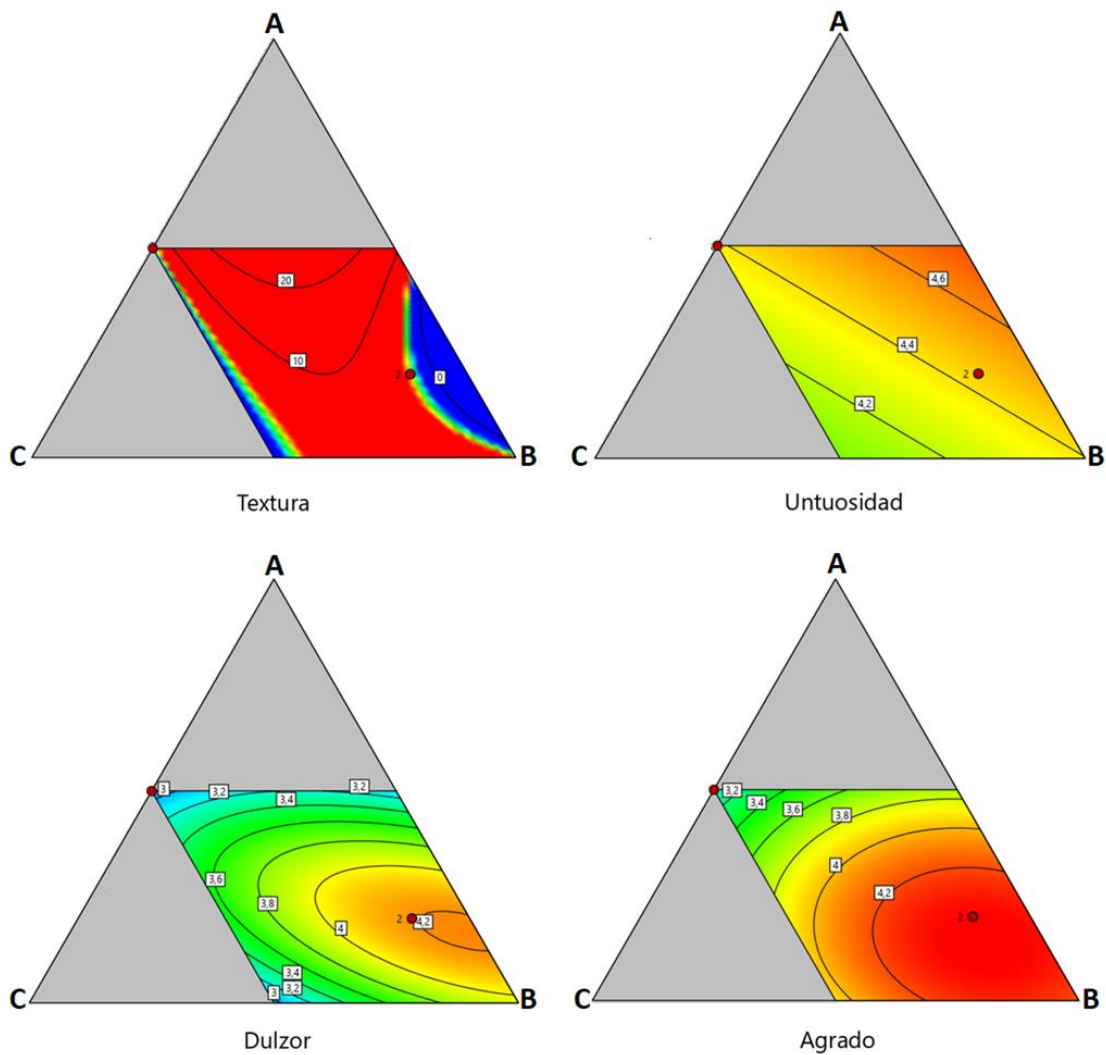 A A
20 4,6
10 4,4
2 0 2
4,2
C B C B
Textura Untuosidad
A A
3 3,2 3,2 3,2
3,4 3,4 3,6 3,8
3,6 4
3,8 4,2
2 4,2 2
4
3,4
3,2
3
C B C B
Dulzor Agrado